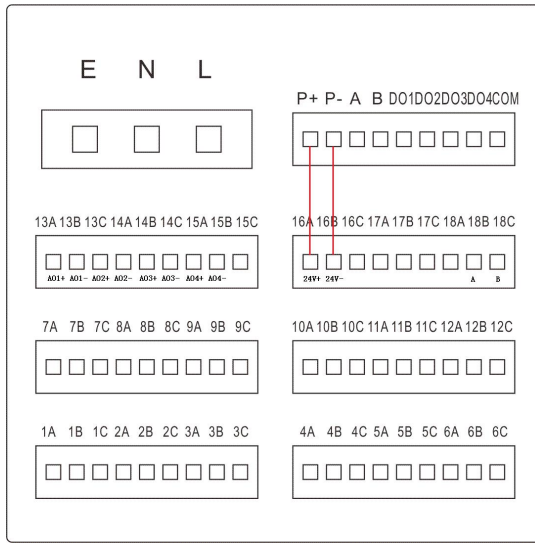 E N L
P+ P- A B DO1DO2DO3DO4COM
13A 13B 13C 14A 14B 14C 15A 15B 15C
16A 16B 16C 17A 17B 17C 18A 18B 18C
AO1+ AO1- AO2+ AO2- AO3+ AO3- AO4+ AO4-
24V+ 24V- A B
7A 7B 7C 8A 8B 8C 9A 9B 9C
10A 10B 10C 11A 11B 11C 12A 12B 12C
1A 1B 1C 2A 2B 2C 3A 3B 3C
4A 4B 4C 5A 5B 5C 6A 6B 6C